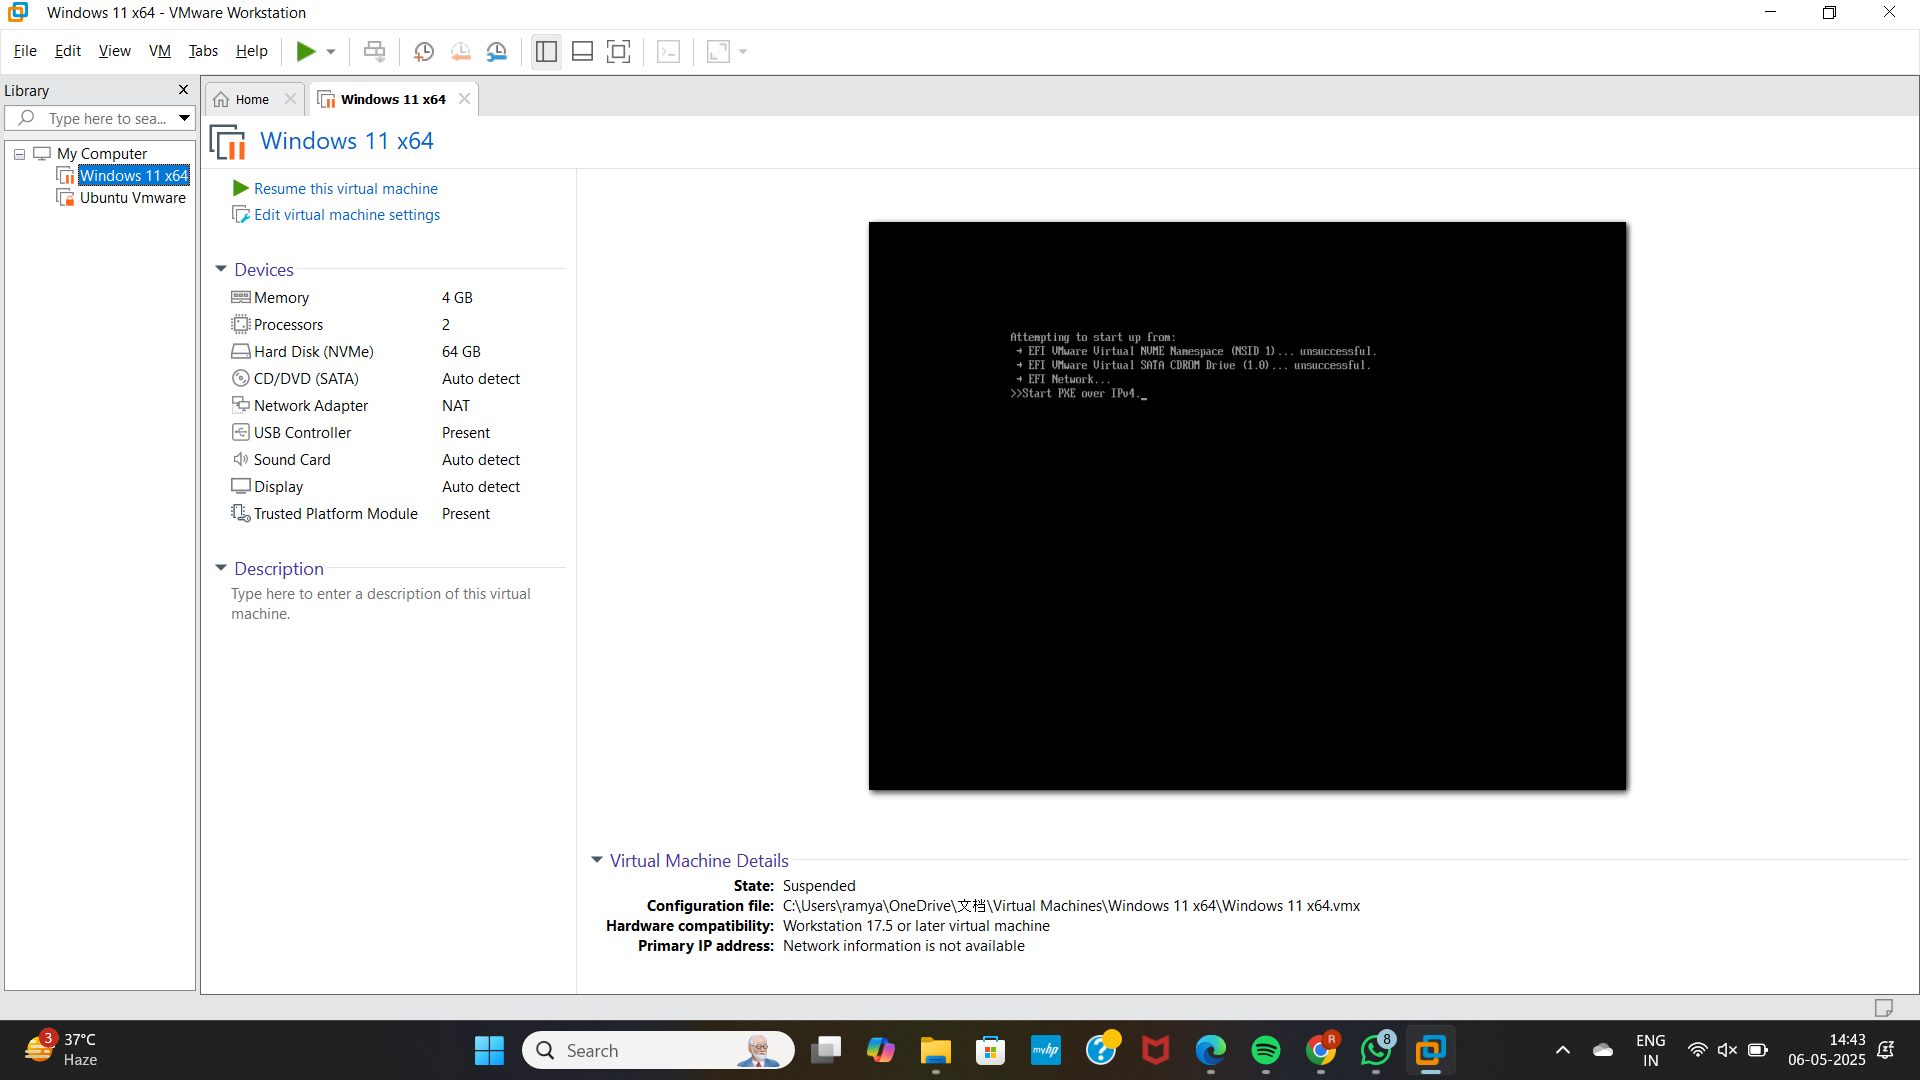 Windows 11 x64 - VMware Workstation
File Edit View VM Tabs Help
Library
Home
Windows 11 x64
Type here to sea...
Windows 11 x64
My Computer
Windows 11 x64
Ubuntu Vmware
Resume this virtual machine
Edit virtual machine settings
Devices
Memory 4 GB
Processors 2
Hard Disk (NVMe) 64 GB
CD/DVD (SATA) Auto detect
Network Adapter NAT
USB Controller Present
Sound Card Auto detect
Display Auto detect
Trusted Platform Module Present
Description
Type here to enter a description of this virtual
machine.
Attempting to start up from:
→ EFI VMware Virtual NVME Namespace (NSID 1)... unsuccessful.
→ EFI VMware Virtual SATA CDROM Drive (1.0)... unsuccessful.
→ EFI Network...
>>Start PXE over IPv4._
Virtual Machine Details
State: Suspended
Configuration file: C:\Users\ramya\OneDrive\文档\Virtual Machines\Windows 11 x64\Windows 11 x64.vmx
Hardware compatibility: Workstation 17.5 or later virtual machine
Primary IP address: Network information is not available
3
37°C
Haze
Search
myhp
R
8
ENG
IN
14:43
06-05-2025